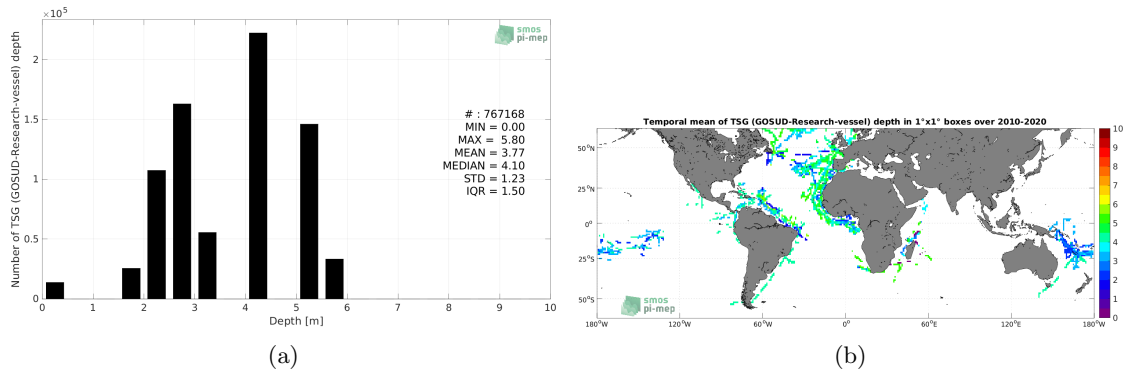 ×10⁵
smos
pi-mep
Number of TSG (GOSUD-Research-vessel) depth
2
1.5
1
0.5
0
# : 767168
MIN = 0.00
MAX = 5.80
MEAN = 3.77
MEDIAN = 4.10
STD = 1.23
IQR = 1.50
0 1 2 3 4 5 6 7 8 9 10
Depth [m]
(a)
Temporal mean of TSG (GOSUD-Research-vessel) depth in 1°x1° boxes over 2010-2020
50°N
25°N
0°
25°S
50°S
smos
pi-mep
180°W 120°W 60°W 0° 60°E 120°E 180°W
10
9
8
7
6
5
4
3
2
1
0
(b)